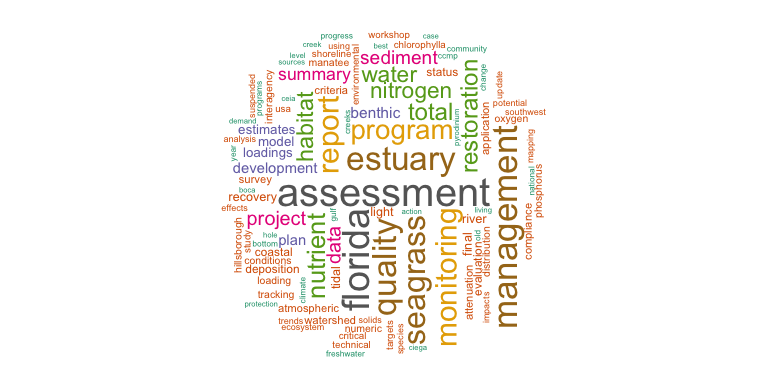 progress
workshop
case
creek
using
best
chlorophylla
community
level
shoreline
sediment
ccmp
sources
manatee
environmental
summary
water
status
restoration
change
update
suspended
programs
interagency
ceia
criteria
nitrogen
potential
usa
habitat
report
benthic
total
southwest
demand
creeks
application
oxygen
estimates
program
pyrodinium
analysis
model
management
mapping
year
loadings
estuary
development
survey
national
phosphorus
boca
recovery
assessment
effects
gulf
light
action
living
project
florida
data
quality
seagrass
monitoring
river
compliance
hillsborough
study
hole
bottom
plan
nutrient
tidal
final
old
evaluation
distribution
coastal
conditions
deposition
loading
climate
attenuation
impacts
tracking
protection
atmospheric
trends
watershed
solids
ecosystem
numeric
critical
targets
species
technical
freshwater
ciega